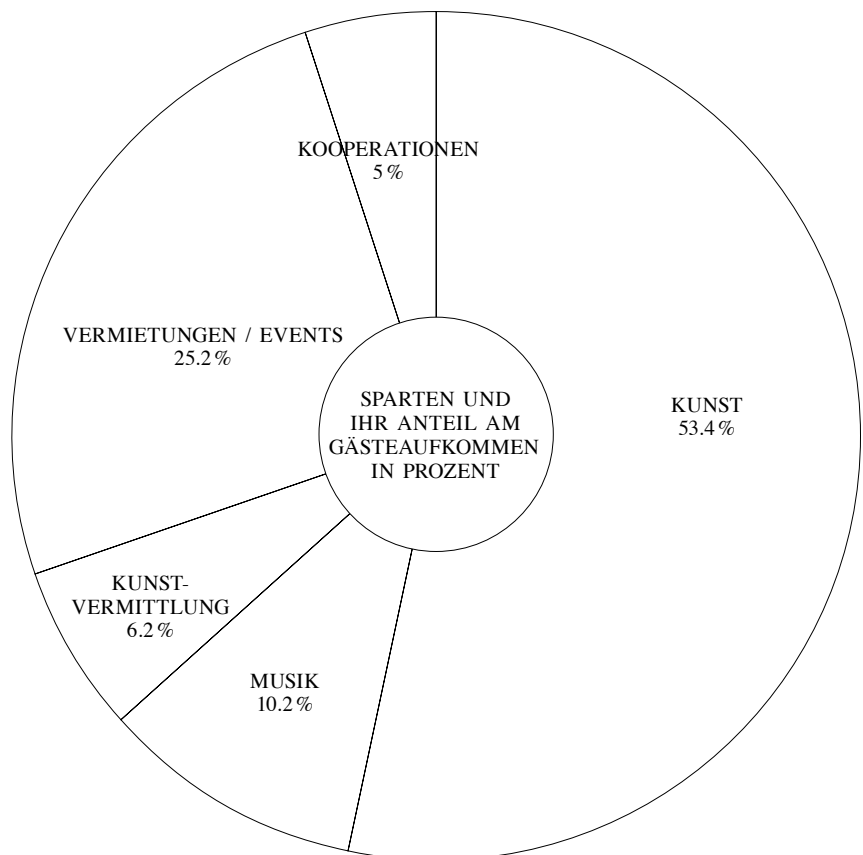 KOOPERATIONEN
5 %
VERMIETUNGEN / EVENTS
25.2 %
SPARTEN UND
IHR ANTEIL AM
GÄSTEAUFKOMMEN
IN PROZENT
KUNST
53.4 %
KUNST-
VERMITTLUNG
6.2 %
MUSIK
10.2 %